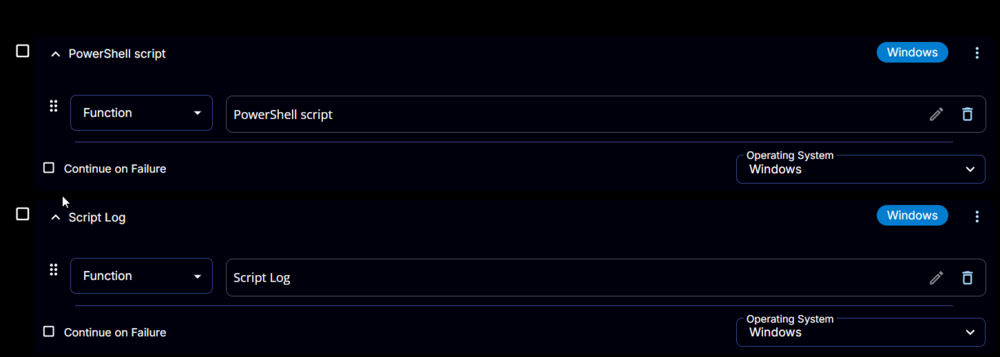 PowerShell script Windows
Function PowerShell script
Continue on Failure Operating System
Windows
Script Log Windows
Function Script Log
Continue on Failure Operating System
Windows